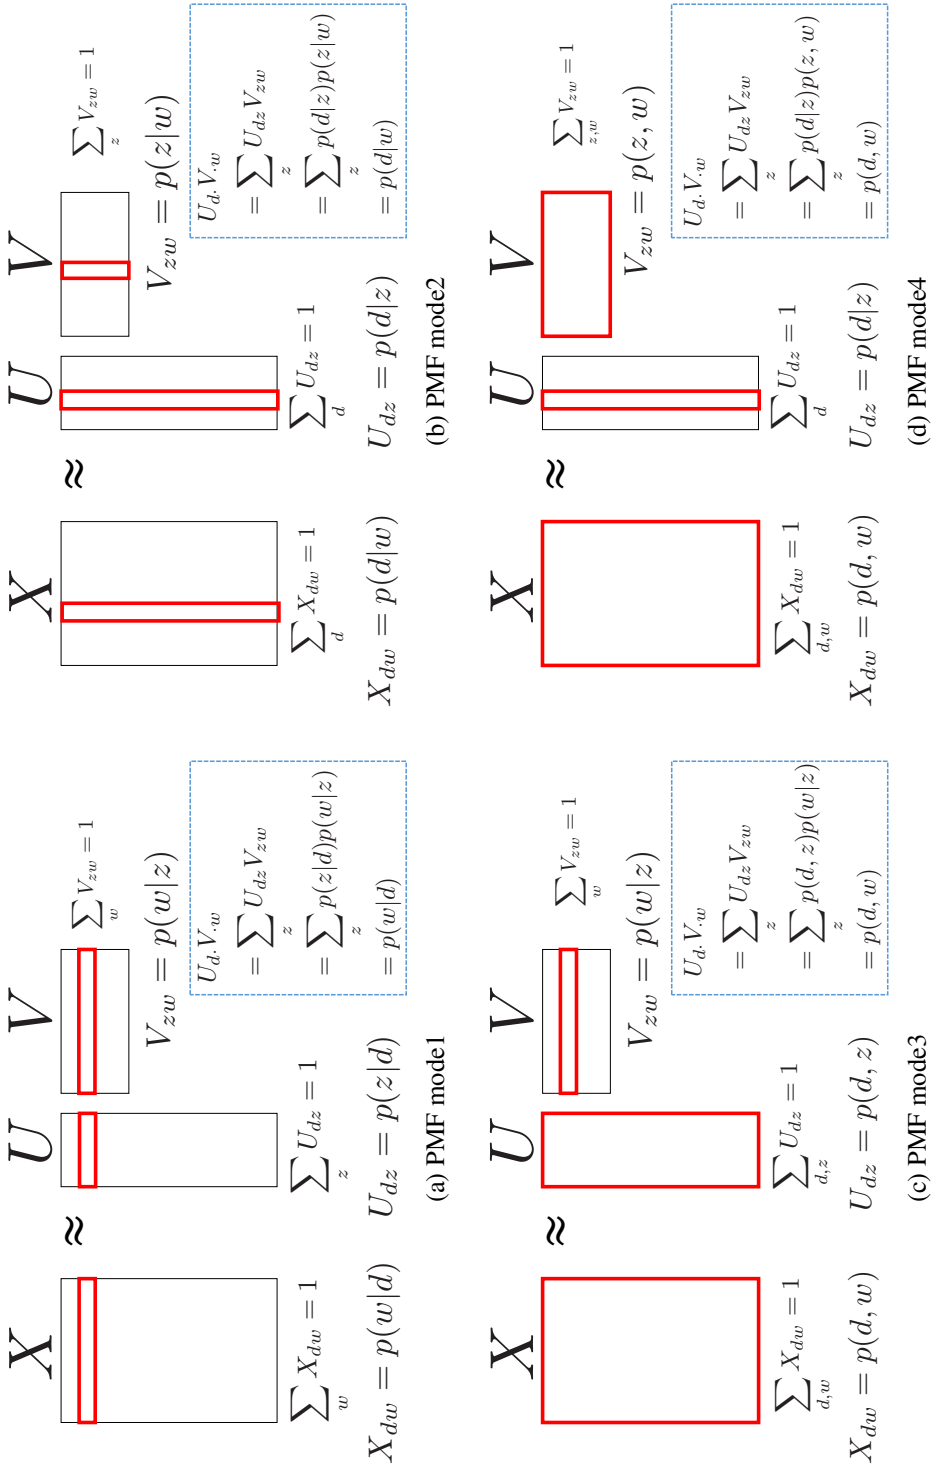 X ≈ U V
∑_w X_{dw} = 1
∑_z U_{dz} = 1
∑_w V_{zw} = 1
X_{dw} = p(w|d)
U_{dz} = p(z|d)
V_{zw} = p(w|z)
U_{d·}V_{·w}
= ∑_z U_{dz}V_{zw}
= ∑_z p(z|d)p(w|z)
= p(w|d)
(a) PMF mode1
X ≈ U V
∑_d X_{dw} = 1
∑_d U_{dz} = 1
∑_z V_{zw} = 1
X_{dw} = p(d|w)
U_{dz} = p(d|z)
V_{zw} = p(z|w)
U_{d·}V_{·w}
= ∑_z U_{dz}V_{zw}
= ∑_z p(d|z)p(z|w)
= p(d|w)
(b) PMF mode2
X ≈ U V
∑_{d,w} X_{dw} = 1
∑_{d,z} U_{dz} = 1
∑_w V_{zw} = 1
X_{dw} = p(d, w)
U_{dz} = p(d, z)
V_{zw} = p(w|z)
U_{d·}V_{·w}
= ∑_z U_{dz}V_{zw}
= ∑_z p(d, z)p(w|z)
= p(d, w)
(c) PMF mode3
X ≈ U V
∑_{d,w} X_{dw} = 1
∑_d U_{dz} = 1
∑_{z,w} V_{zw} = 1
X_{dw} = p(d, w)
U_{dz} = p(d|z)
V_{zw} = p(z, w)
U_{d·}V_{·w}
= ∑_z U_{dz}V_{zw}
= ∑_z p(d|z)p(z, w)
= p(d, w)
(d) PMF mode4